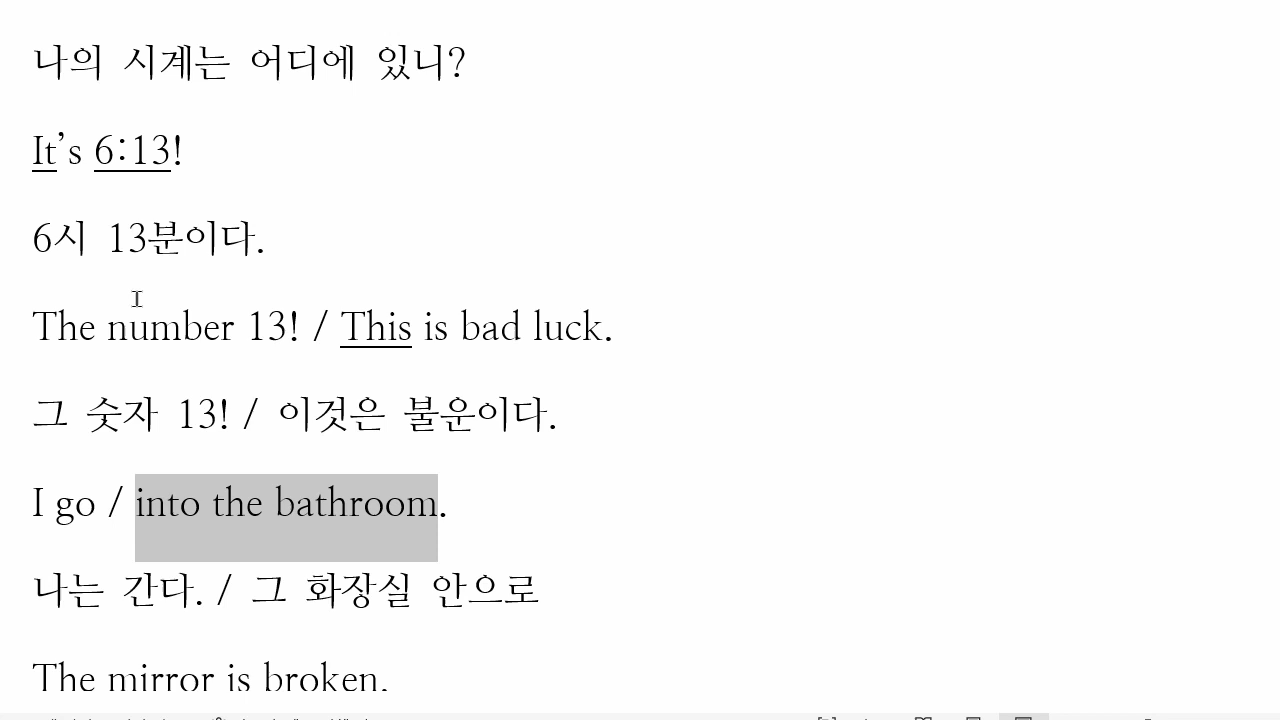 나의 시계는 어디에 있니?
It’s 6:13!
6시 13분이다.
The number 13! / This is bad luck.
그 숫자 13! / 이것은 불운이다.
I go / into the bathroom.
나는 간다. / 그 화장실 안으로
The mirror is broken.